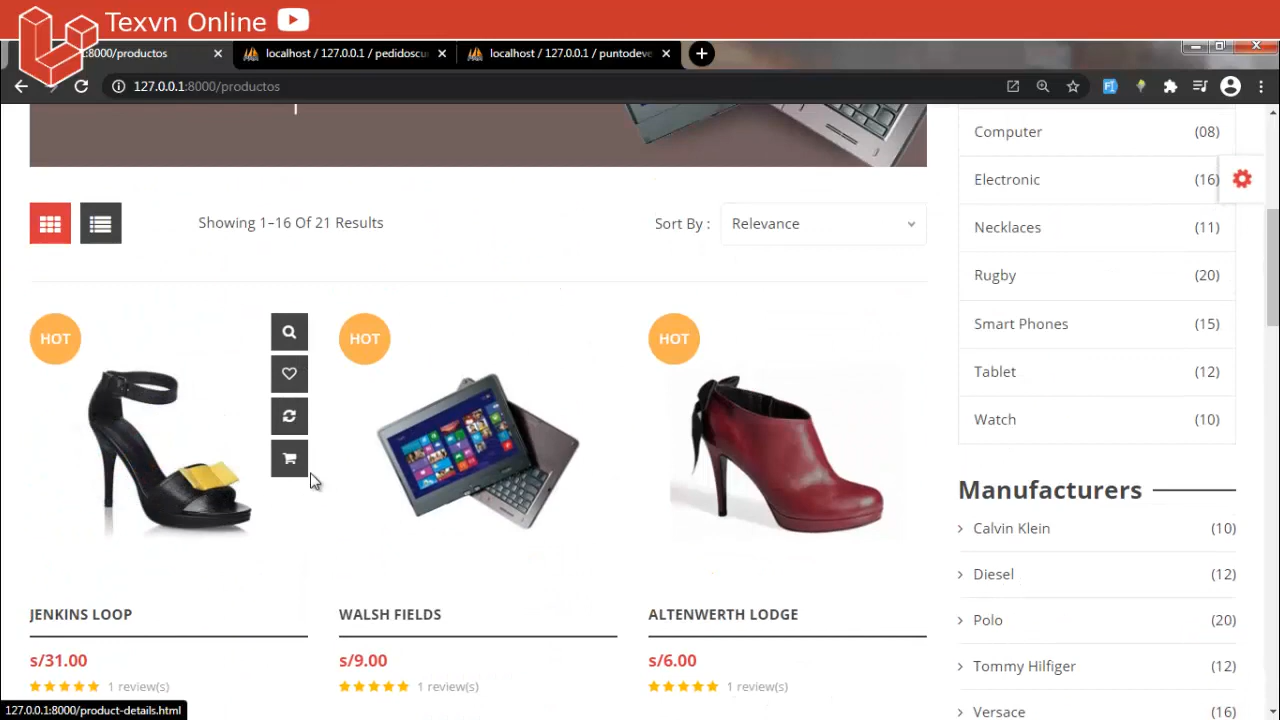 Texvn Online
:8000/productos
localhost / 127.0.0.1 / pedidoscu
localhost / 127.0.0.1 / puntodeve
127.0.0.1:8000/productos
Computer (08)
Electronic (16)
Necklaces (11)
Rugby (20)
Smart Phones (15)
Tablet (12)
Watch (10)
Showing 1–16 Of 21 Results
Sort By :
Relevance
HOT
HOT
HOT
JENKINS LOOP
s/31.00
1 review(s)
WALSH FIELDS
s/9.00
1 review(s)
ALTENWERTH LODGE
s/6.00
1 review(s)
Manufacturers
Calvin Klein (10)
Diesel (12)
Polo (20)
Tommy Hilfiger (12)
Versace (16)
127.0.0.1:8000/product-details.html